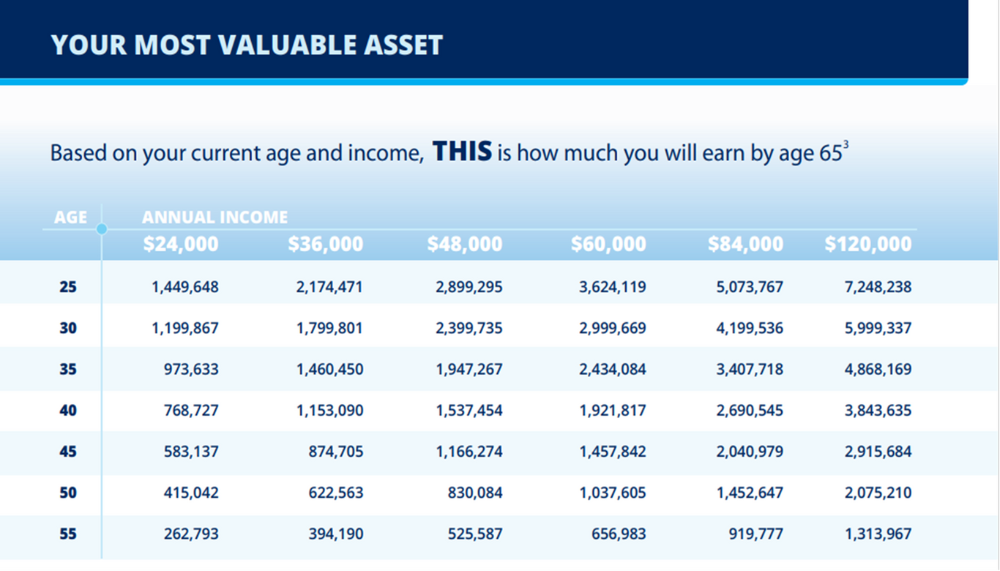 YOUR MOST VALUABLE ASSET
Based on your current age and income, THIS is how much you will earn by age 65³
AGE ANNUAL INCOME
$24,000 $36,000 $48,000 $60,000 $84,000 $120,000
25 1,449,648 2,174,471 2,899,295 3,624,119 5,073,767 7,248,238
30 1,199,867 1,799,801 2,399,735 2,999,669 4,199,536 5,999,337
35 973,633 1,460,450 1,947,267 2,434,084 3,407,718 4,868,169
40 768,727 1,153,090 1,537,454 1,921,817 2,690,545 3,843,635
45 583,137 874,705 1,166,274 1,457,842 2,040,979 2,915,684
50 415,042 622,563 830,084 1,037,605 1,452,647 2,075,210
55 262,793 394,190 525,587 656,983 919,777 1,313,967